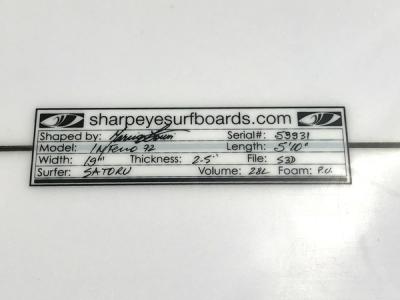 sharpeyesurfboards.com
Shaped by: Serial#: 59931
Model: INFERNO 72 Length: 5'10"
Width: 19" Thickness: 2-5" File: S3D
Surfer: SATORU Volume: 28L Foam: P.U.